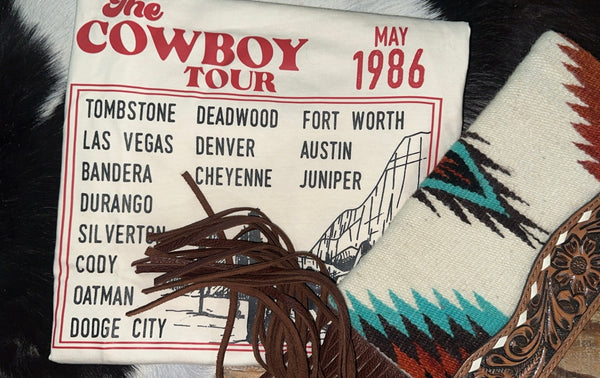 The
COWBOY
TOUR
MAY
1986
TOMBSTONE DEADWOOD FORT WORTH
LAS VEGAS DENVER AUSTIN
BANDERA CHEYENNE JUNIPER
DURANGO
SILVERTON
CODY
OATMAN
DODGE CITY